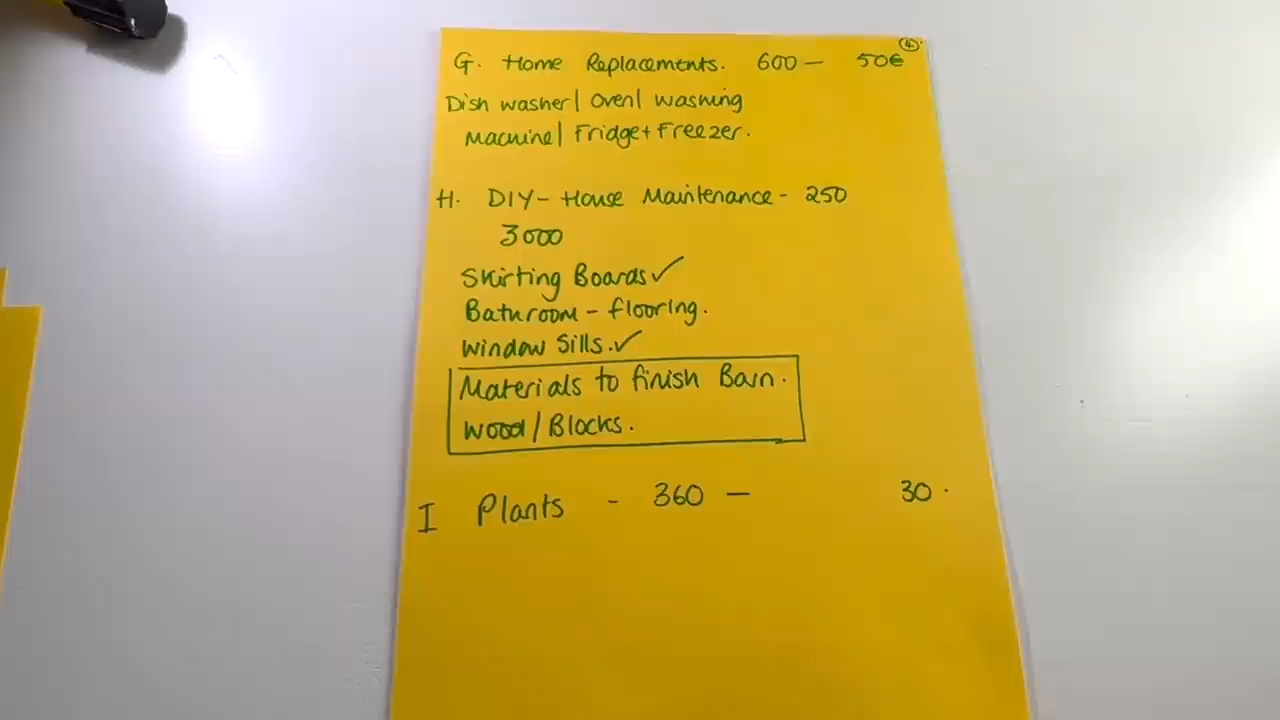 ④
G. Home Replacements. 600 — 50€
Dish washer | Oven | washing
Machine | Fridge + Freezer.
H. DIY - House Maintenance - 250
3000
Skirting Boards ✓
Bathroom - flooring.
Window Sills. ✓
Materials to finish Barn.
Wood / Blocks.
I Plants - 360 — 30.